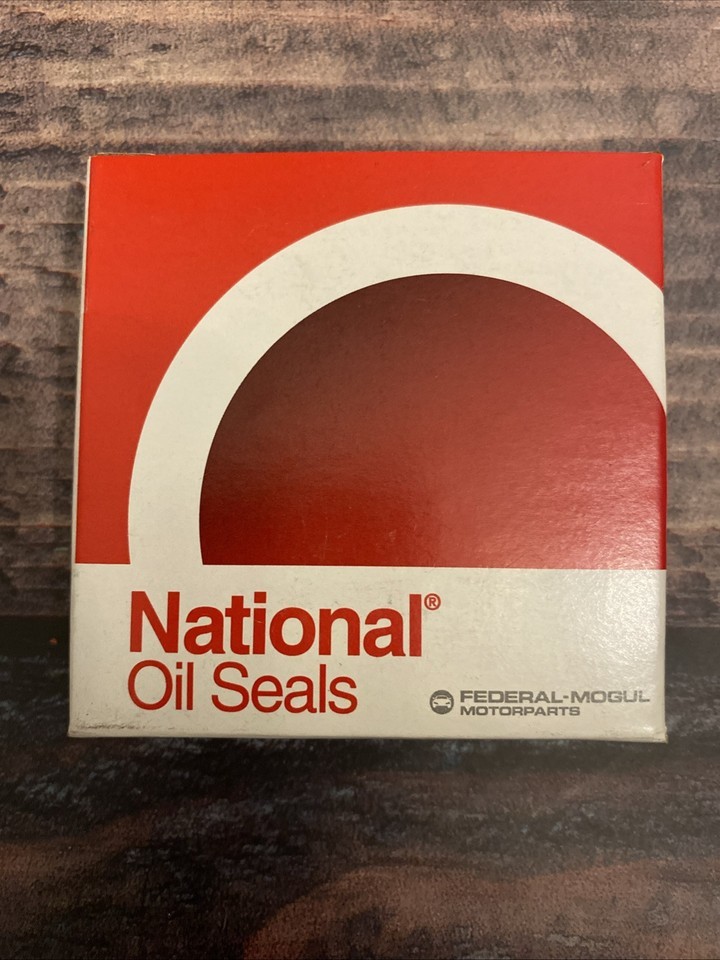 National®
Oil Seals
FEDERAL-MOGUL
MOTORPARTS